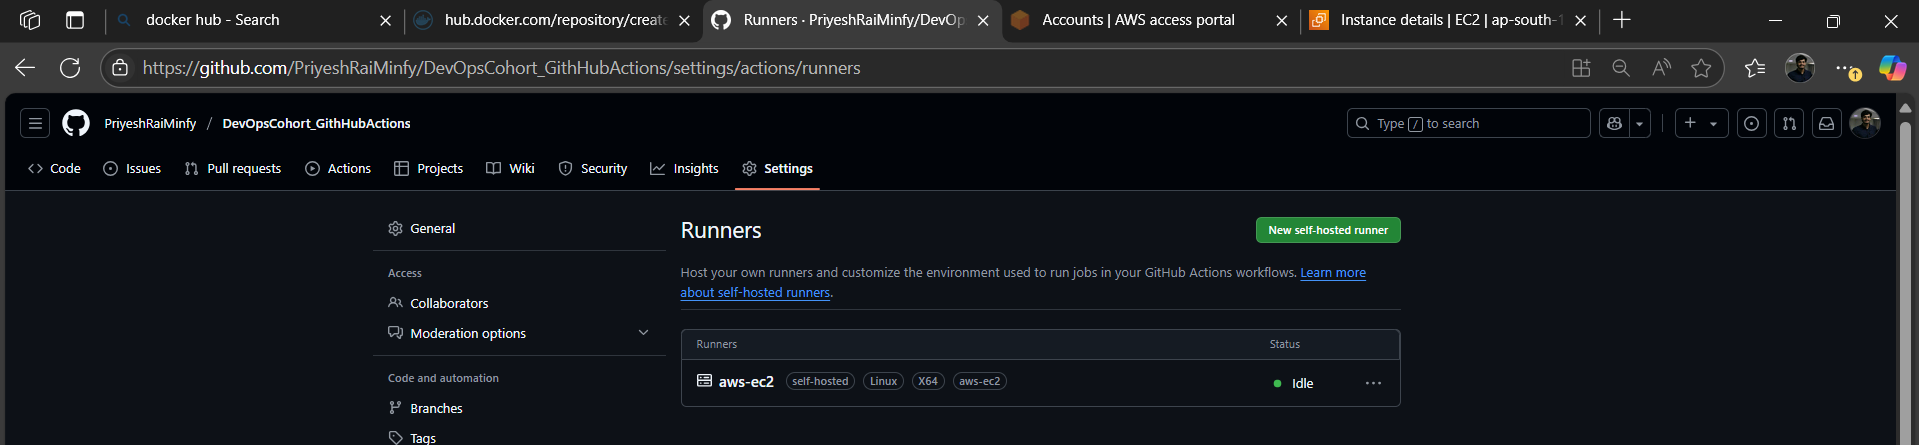 docker hub - Search
hub.docker.com/repository/create
Runners · PriyeshRaiMinfy/DevOp
Accounts | AWS access portal
Instance details | EC2 | ap-south-1
https://github.com/PriyeshRaiMinfy/DevOpsCohort_GithHubActions/settings/actions/runners
PriyeshRaiMinfy / DevOpsCohort_GithHubActions
Type / to search
Code
Issues
Pull requests
Actions
Projects
Wiki
Security
Insights
Settings
General
Access
Collaborators
Moderation options
Code and automation
Branches
Tags
Runners
New self-hosted runner
Host your own runners and customize the environment used to run jobs in your GitHub Actions workflows. Learn more
about self-hosted runners.
Runners Status
aws-ec2 self-hosted Linux X64 aws-ec2 Idle